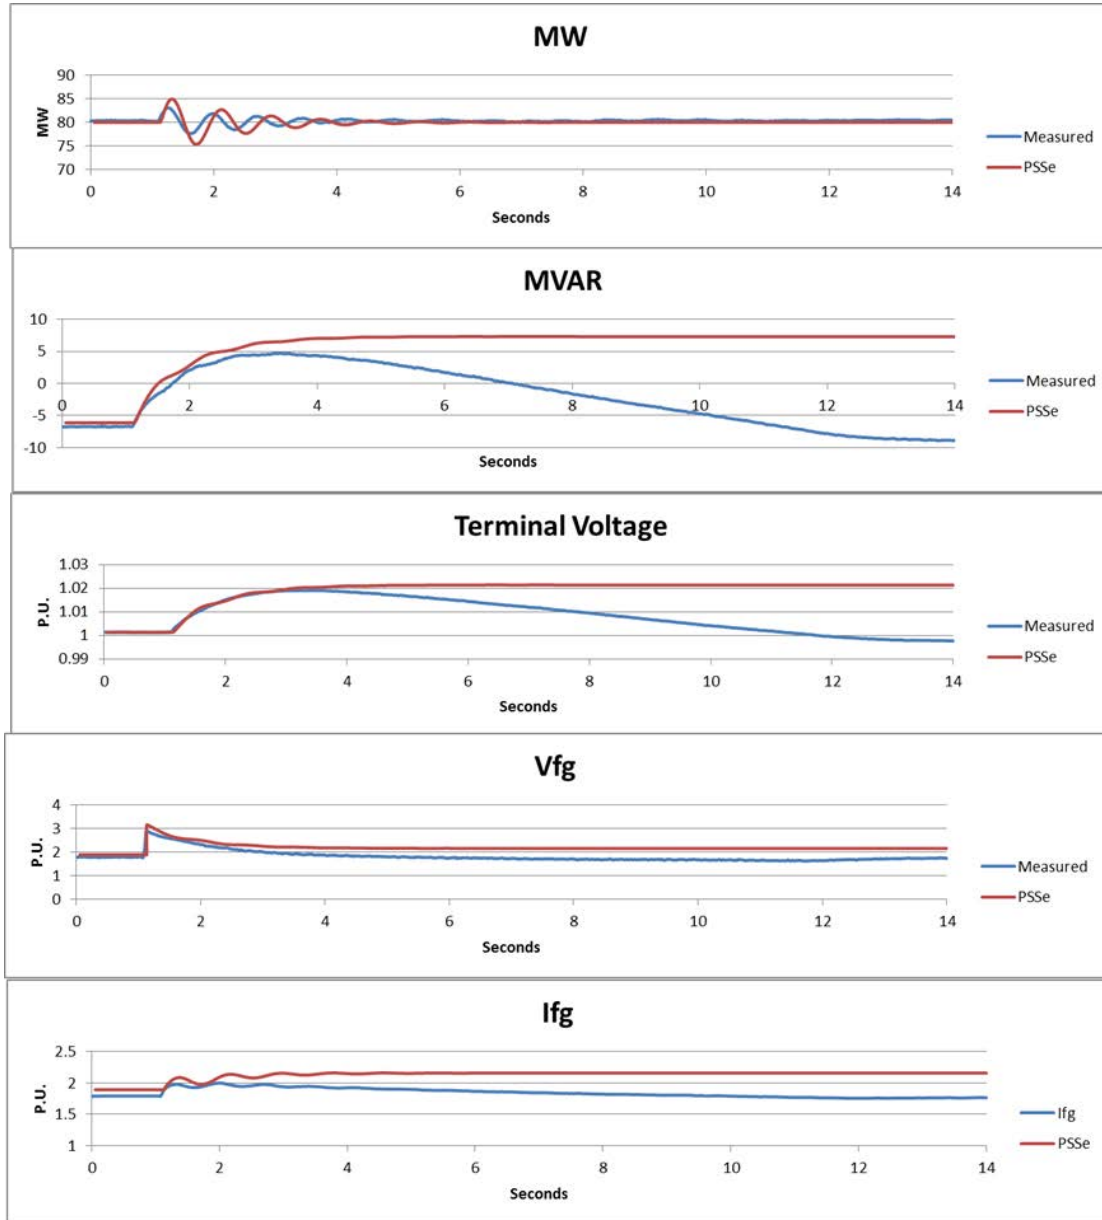 MW
90
85
80
75
70
MW
0 2 4 6 8 10 12 14
Seconds
Measured
PSSe
MVAR
10
5
0
-5
-10
0 2 4 6 8 10 12 14
Seconds
Measured
PSSe
Terminal Voltage
1.03
1.02
1.01
1
0.99
P.U.
0 2 4 6 8 10 12 14
Seconds
Measured
PSSe
Vfg
4
3
2
1
0
P.U.
0 2 4 6 8 10 12 14
Seconds
Measured
PSSe
Ifg
2.5
2
1.5
1
P.U.
0 2 4 6 8 10 12 14
Seconds
Ifg
PSSe